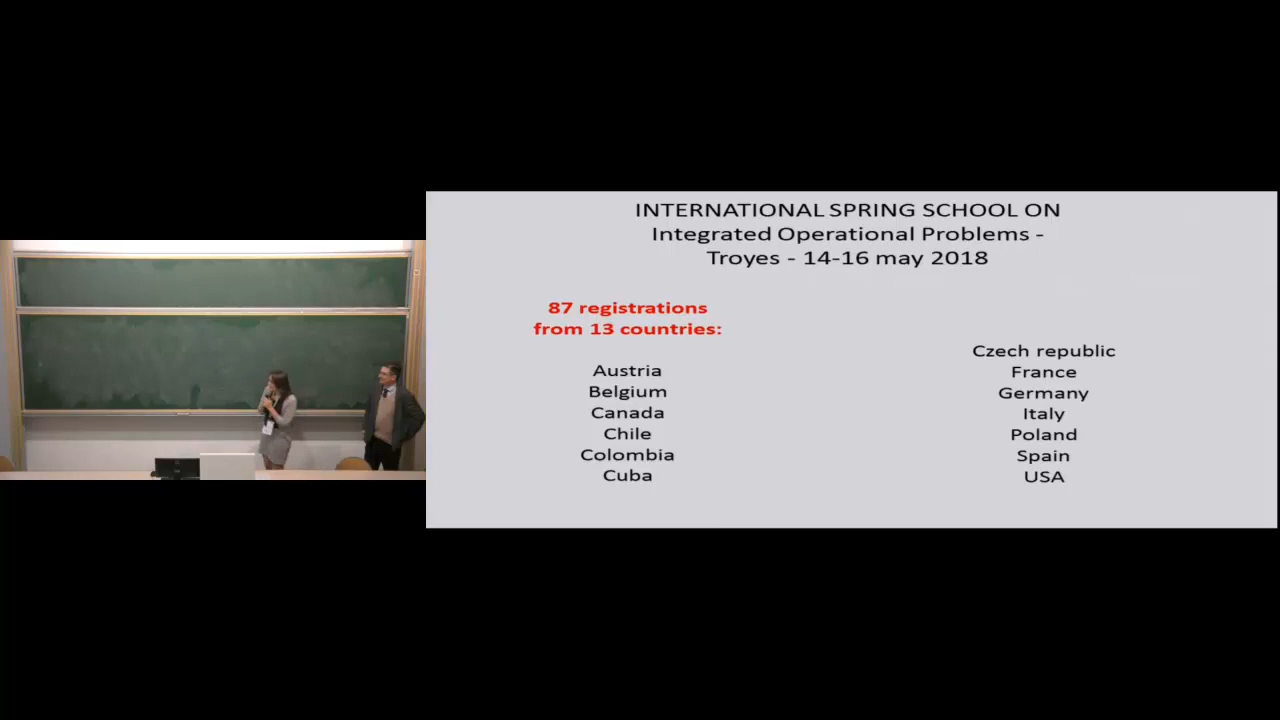 INTERNATIONAL SPRING SCHOOL ON
Integrated Operational Problems -
Troyes - 14-16 may 2018
87 registrations
from 13 countries:
Austria
Belgium
Canada
Chile
Colombia
Cuba
Czech republic
France
Germany
Italy
Poland
Spain
USA